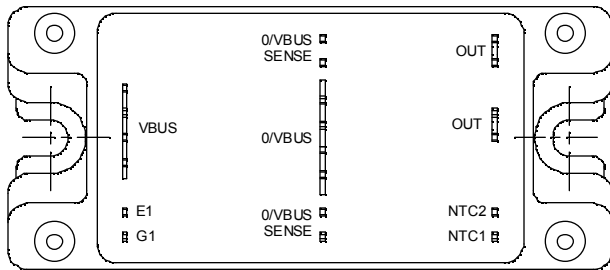 0/VBUS
SENSE
OUT
VBUS
0/VBUS
OUT
E1
0/VBUS
SENSE
NTC2
G1
NTC1